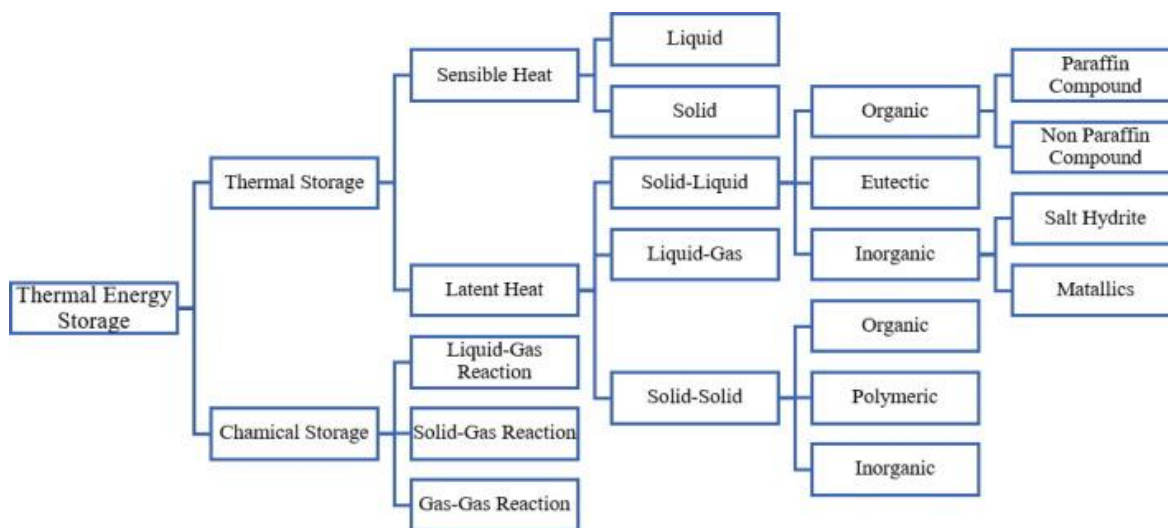 Liquid
Sensible Heat
Solid
Paraffin
Compound
Organic
Non Paraffin
Compound
Thermal Storage
Solid-Liquid
Eutectic
Salt Hydrite
Liquid-Gas
Inorganic
Thermal Energy
Storage
Latent Heat
Matallics
Organic
Liquid-Gas
Reaction
Solid-Solid
Polymeric
Chamical Storage
Solid-Gas Reaction
Inorganic
Gas-Gas Reaction